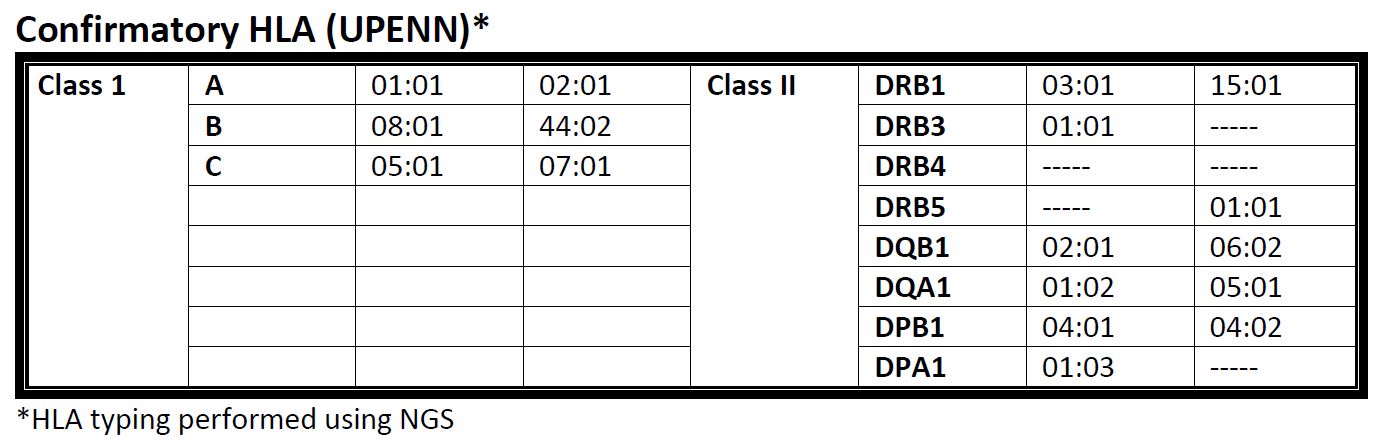 Confirmatory HLA (UPENN)*
Class 1 A 01:01 02:01 Class II DRB1 03:01 15:01
B 08:01 44:02 DRB3 01:01 -----
C 05:01 07:01 DRB4 ----- -----
DRB5 ----- 01:01
DQB1 02:01 06:02
DQA1 01:02 05:01
DPB1 04:01 04:02
DPA1 01:03 -----
*HLA typing performed using NGS